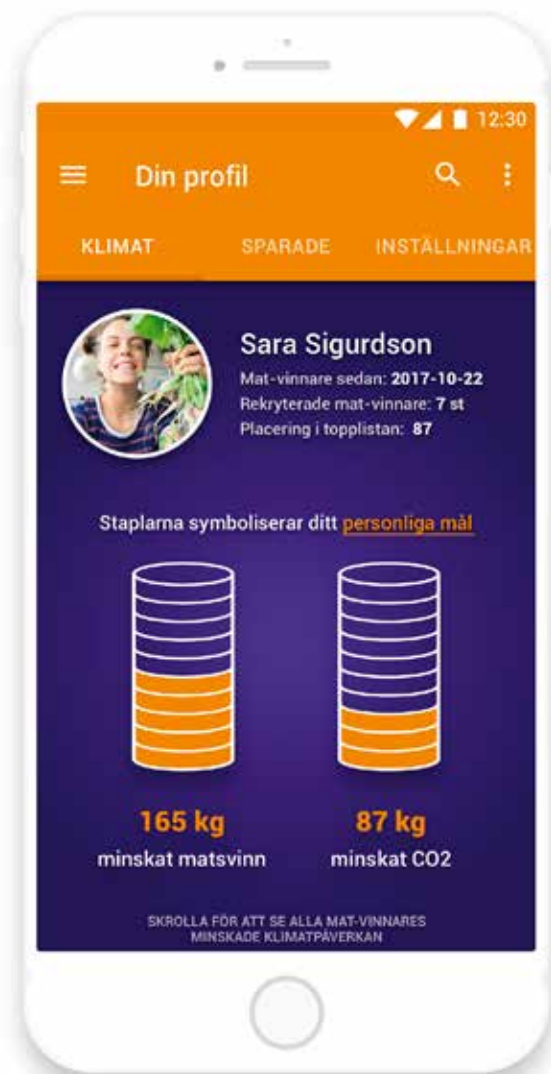 12:30
Din profil
KLIMAT SPARADE INSTÄLLNINGAR
Sara Sigurdson
Mat-vinnare sedan: 2017-10-22
Rekryterade mat-vinnare: 7 st
Placering i topplistan: 87
Staplarna symboliserar ditt personliga mål
165 kg 87 kg
minskat matsvinn minskat CO2
SKROLLA FÖR ATT SE ALLA MAT-VINNARES
MINSKADE KLIMATPÅVERKAN